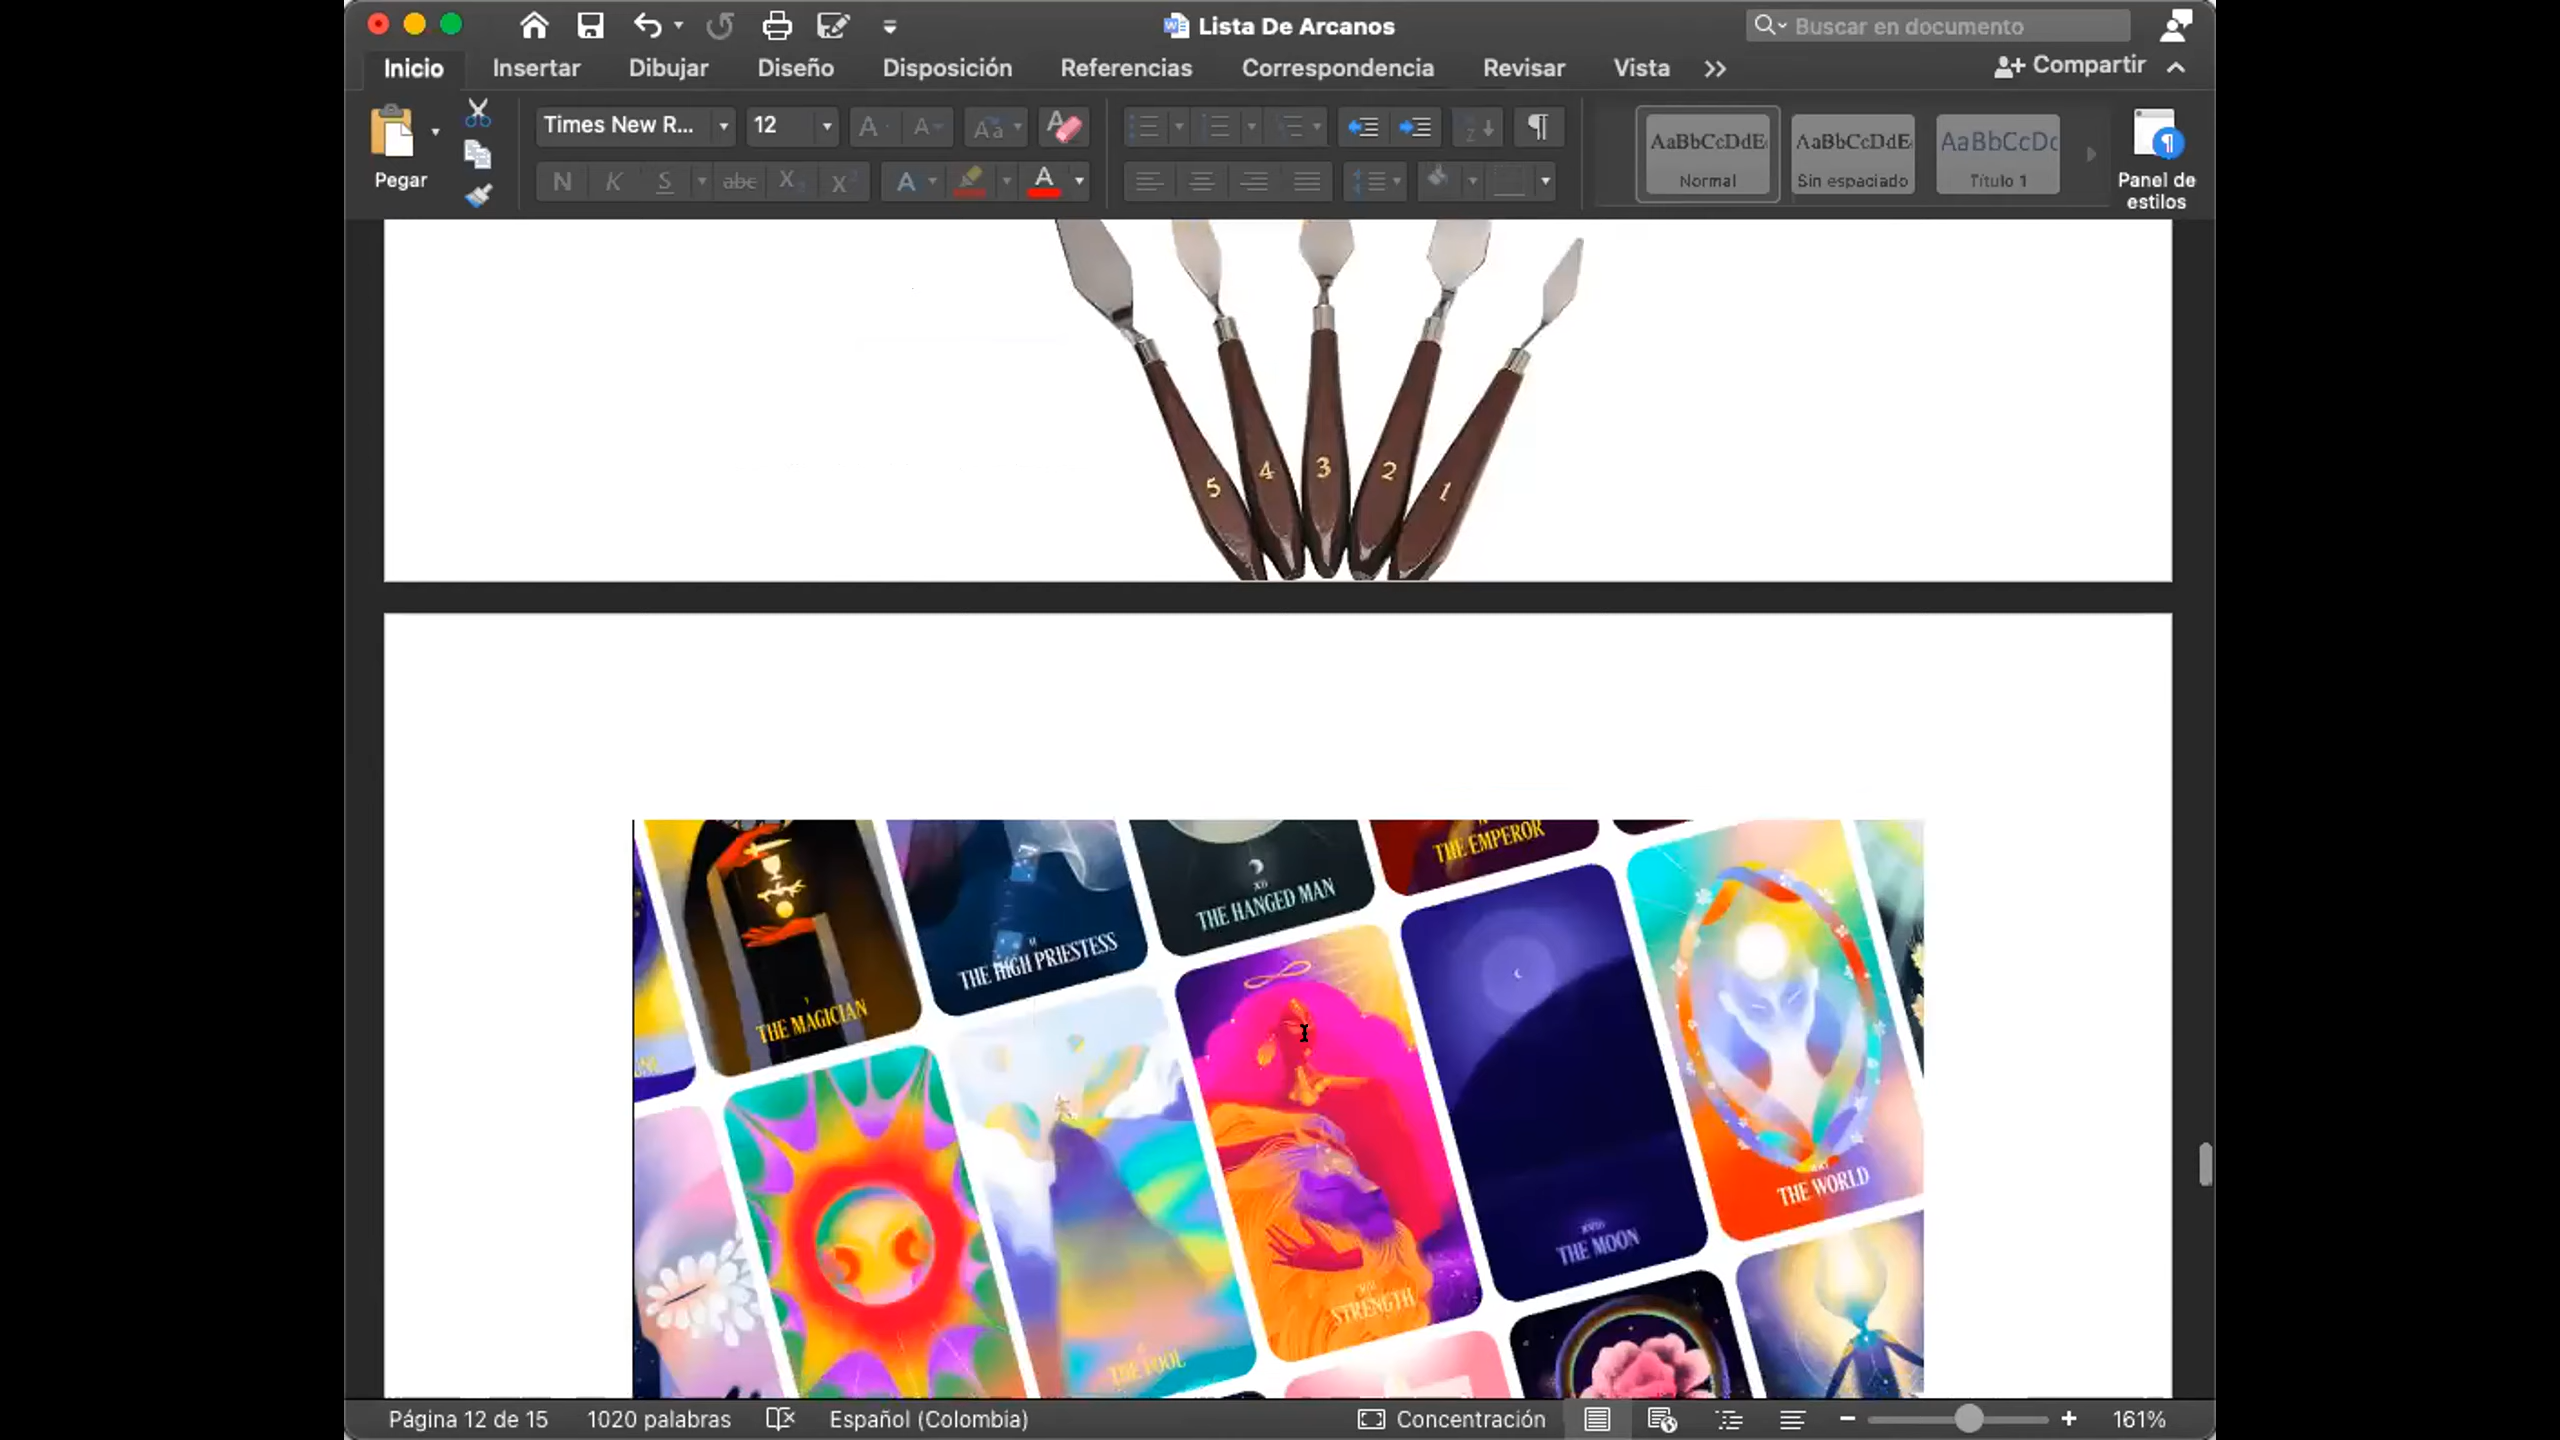 Lista De Arcanos
Buscar en documento
Inicio Insertar Dibujar Diseño Disposición Referencias Correspondencia Revisar Vista Compartir
Times New R... 12
AaBbCcDdE AaBbCcDdE AaBbCcDc
Pegar
Normal Sin espaciado Título 1
Panel de estilos
5 4 3 2 1
THE EMPEROR
XII
THE HANGED MAN
II
THE HIGH PRIESTESS
THE MAGICIAN
THE WORLD
XVIII
THE MOON
STRENGTH
THE FOOL
Página 12 de 15 1020 palabras Español (Colombia) Concentración 161%